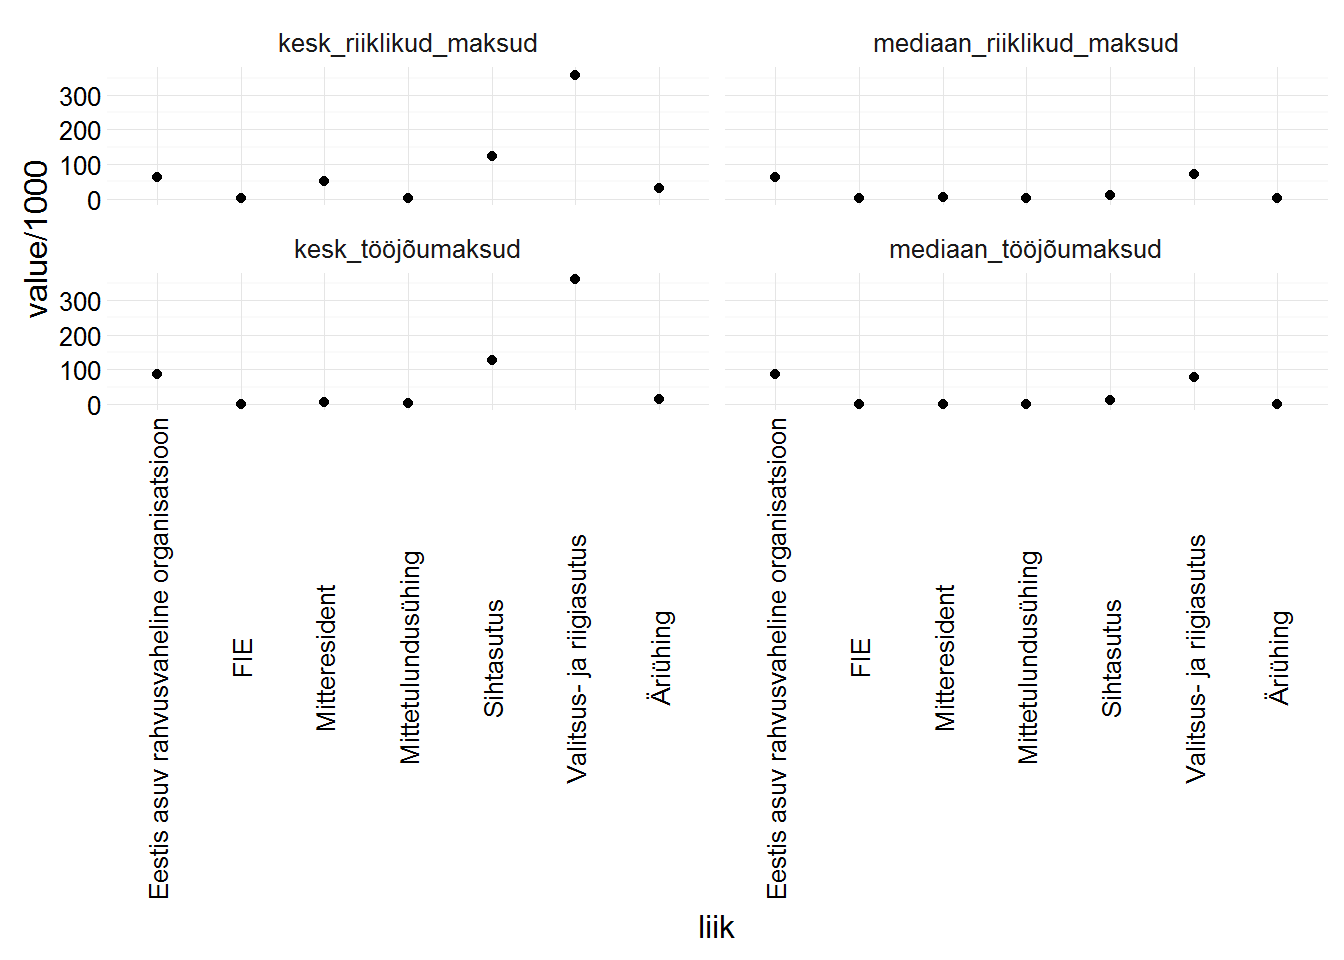 kesk_riiklikud_maksud
mediaan_riiklikud_maksud
300
200
100
0
kesk_tööjõumaksud
mediaan_tööjõumaksud
300
200
100
0
value/1000
Eestis asuv rahvusvaheline organisatsioon
FIE
Mitteresident
Mittetulundusühing
Sihtasutus
Valitsus- ja riigiasutus
Äriühing
Eestis asuv rahvusvaheline organisatsioon
FIE
Mitteresident
Mittetulundusühing
Sihtasutus
Valitsus- ja riigiasutus
Äriühing
liik